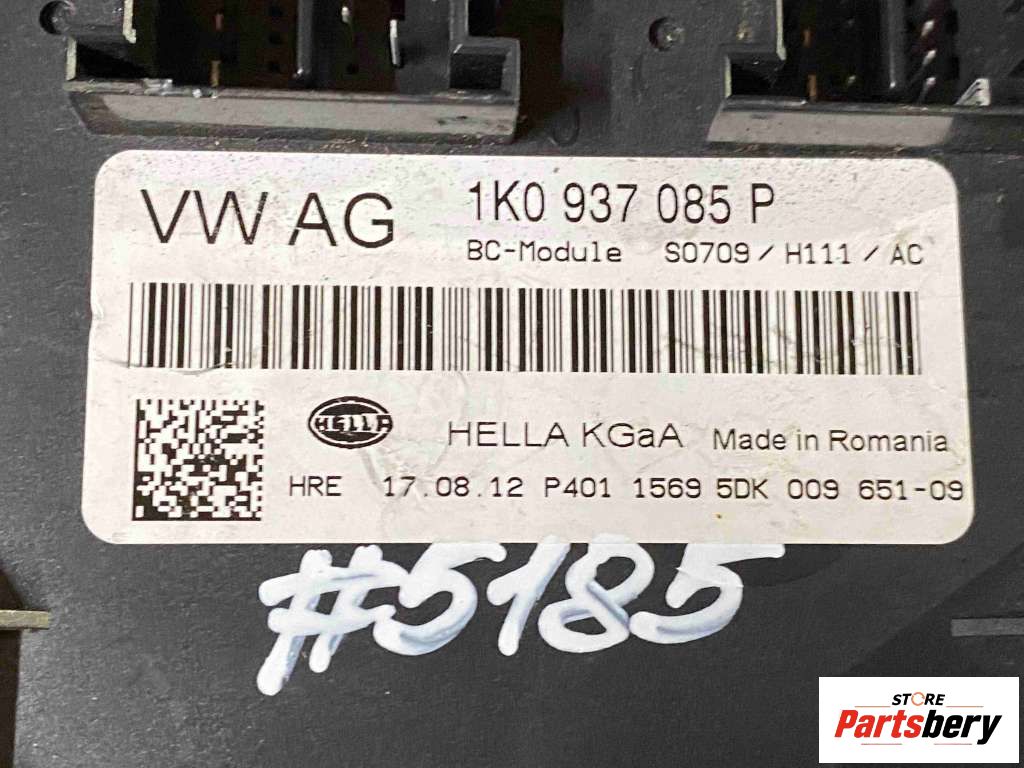 VW AG 1K0 937 085 P
BC-Module S0709 / H111 / AC
HELLA HELLA KGaA Made in Romania
HRE 17.08.12 P401 1569 5DK 009 651-09
#5185
STORE
Partsbery